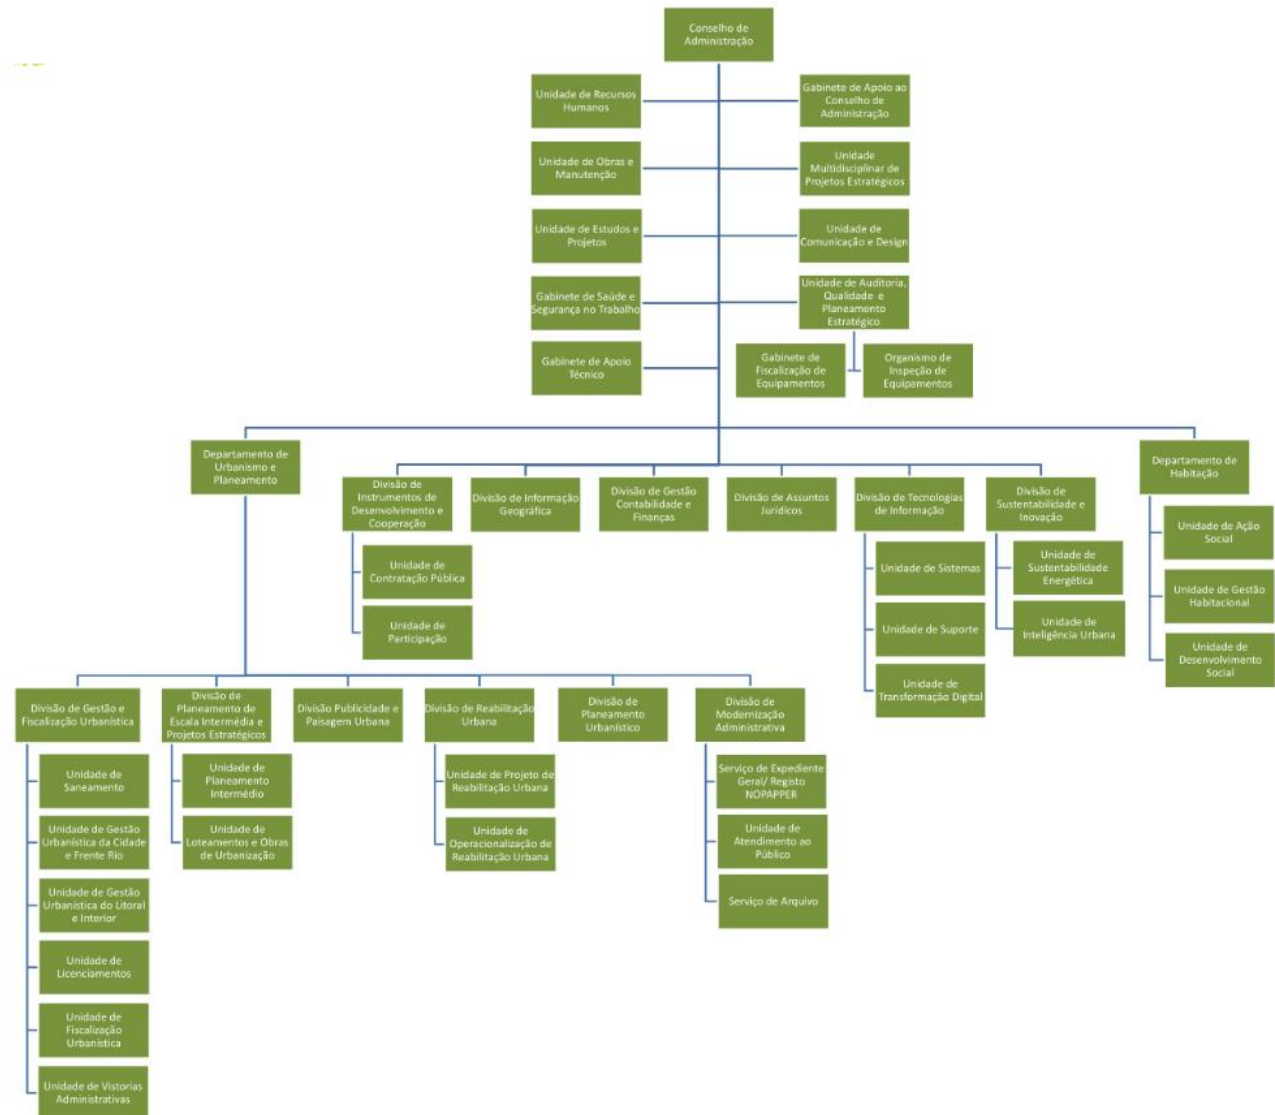 Conselho de
Administração
Unidade de Recursos
Humanos
Gabinete de Apoio ao
Conselho de
Administração
Unidade de Obras e
Manutenção
Unidade
Multidisciplinar de
Projetos Estratégicos
Unidade de Estudos e
Projetos
Unidade de
Comunicação e Design
Gabinete de Saúde e
Segurança no Trabalho
Unidade de Auditoria,
Qualidade e
Planeamento
Estratégico
Gabinete de Apoio
Técnico
Gabinete de
Fiscalização de
Equipamentos
Organismo de
Inspeção de
Equipamentos
Departamento de
Urbanismo e
Planeamento
Departamento de
Habitação
Divisão de
Instrumentos de
Desenvolvimento e
Cooperação
Divisão de Informação
Geográfica
Divisão de Gestão
Contabilidade e
Finanças
Divisão de Assuntos
Jurídicos
Divisão de Tecnologias
de Informação
Divisão de
Sustentabilidade e
Inovação
Unidade de
Contratação Pública
Unidade de
Participação
Unidade de Sistemas
Unidade de Suporte
Unidade de
Transformação Digital
Unidade de
Sustentabilidade
Energética
Unidade de
Inteligência Urbana
Unidade de Ação
Social
Unidade de Gestão
Habitacional
Unidade de
Desenvolvimento
Social
Divisão de Gestão e
Fiscalização Urbanística
Divisão de
Planeamento de
Escala Intermédia e
Projetos Estratégicos
Divisão Publicidade e
Paisagem Urbana
Divisão de Reabilitação
Urbana
Divisão de
Planeamento
Urbanístico
Divisão de
Modernização
Administrativa
Unidade de
Saneamento
Unidade de Gestão
Urbanística da Cidade
e Frente Rio
Unidade de Gestão
Urbanística do Litoral
e Interior
Unidade de
Licenciamentos
Unidade de
Fiscalização
Urbanística
Unidade de Vistorias
Administrativas
Unidade de
Planeamento
Intermédio
Unidade de
Loteamentos e Obras
de Urbanização
Unidade de Projeto de
Reabilitação Urbana
Unidade de
Operacionalização de
Reabilitação Urbana
Serviço de Expediente
Geral/ Registo
NOPAPPER
Unidade de
Atendimento ao
Público
Serviço de Arquivo